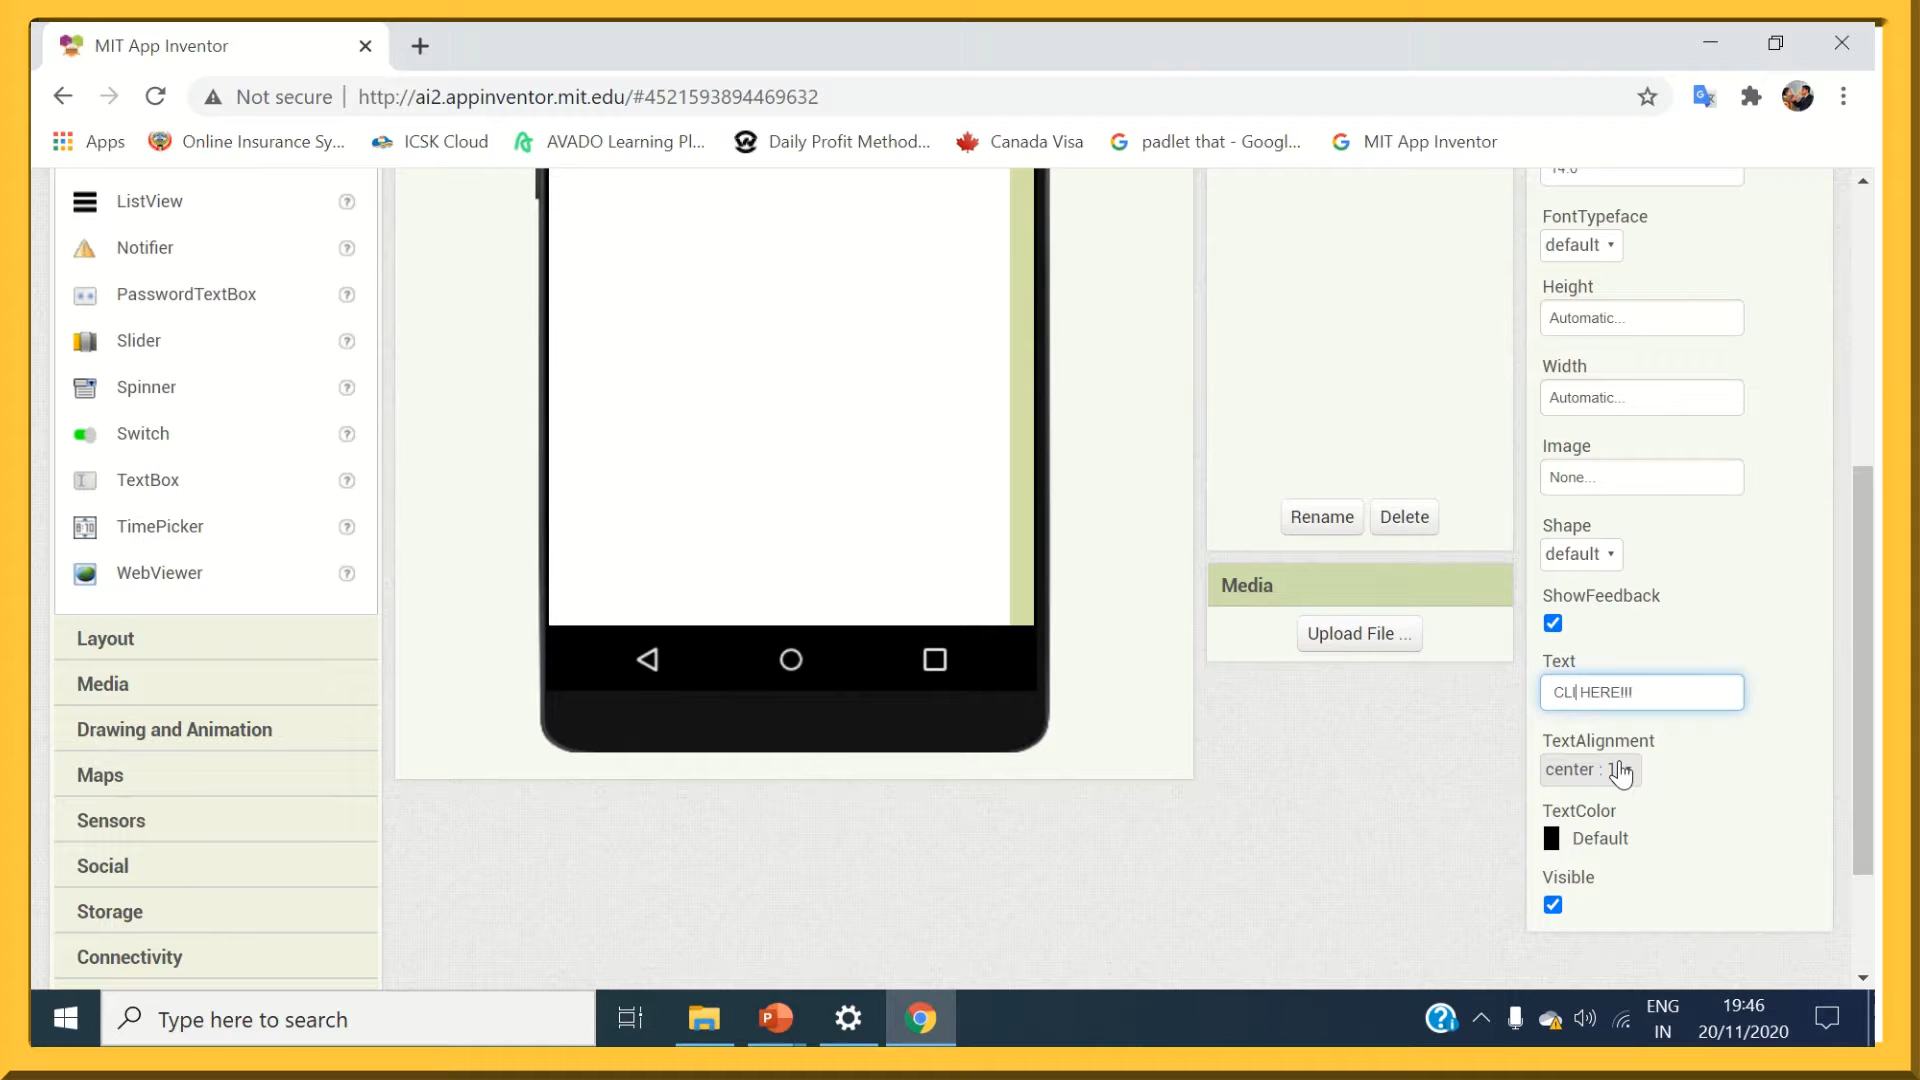 MIT App Inventor
Not secure
http://ai2.appinventor.mit.edu/#4521593894469632
Apps
Online Insurance Sy...
ICSK Cloud
AVADO Learning Pl...
Daily Profit Method...
Canada Visa
padlet that - Googl...
MIT App Inventor
ListView
Notifier
PasswordTextBox
Slider
Spinner
Switch
TextBox
TimePicker
WebViewer
Layout
Media
Drawing and Animation
Maps
Sensors
Social
Storage
Connectivity
Rename
Delete
Media
Upload File ...
14.0
FontTypeface
default
Height
Automatic...
Width
Automatic...
Image
None...
Shape
default
ShowFeedback
Text
CLI HERE!!!
TextAlignment
center : 1
TextColor
Default
Visible
Type here to search
ENG
IN
19:46
20/11/2020